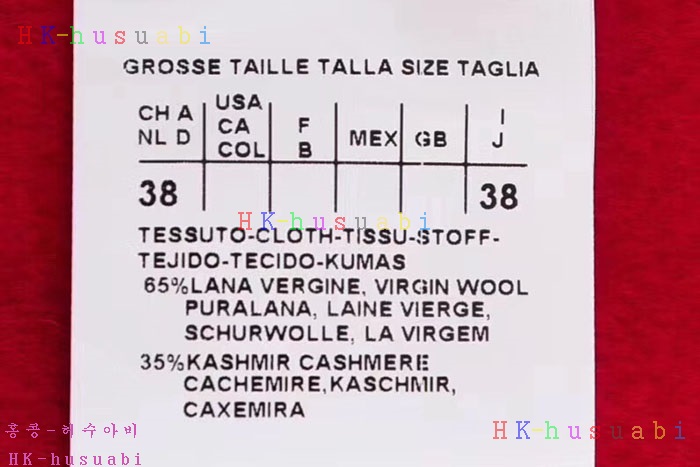 HK-husuabi
GROSSE TAILLE TALLA SIZE TAGLIA
CH A
NL D
USA
CA
COL
F
B
MEX
GB
I
J
38
38
HK-husuabi
TESSUTO-CLOTH-TISSU-STOFF-
TEJIDO-TECIDO-KUMAS
65%LANA VERGINE, VIRGIN WOOL
PURALANA, LAINE VIERGE,
SCHURWOLLE, LA VIRGEM
35%KASHMIR CASHMERE
CACHEMIRE,KASCHMIR,
CAXEMIRA
홍콩-허수아비
HK-husuabi
HK-husuabi